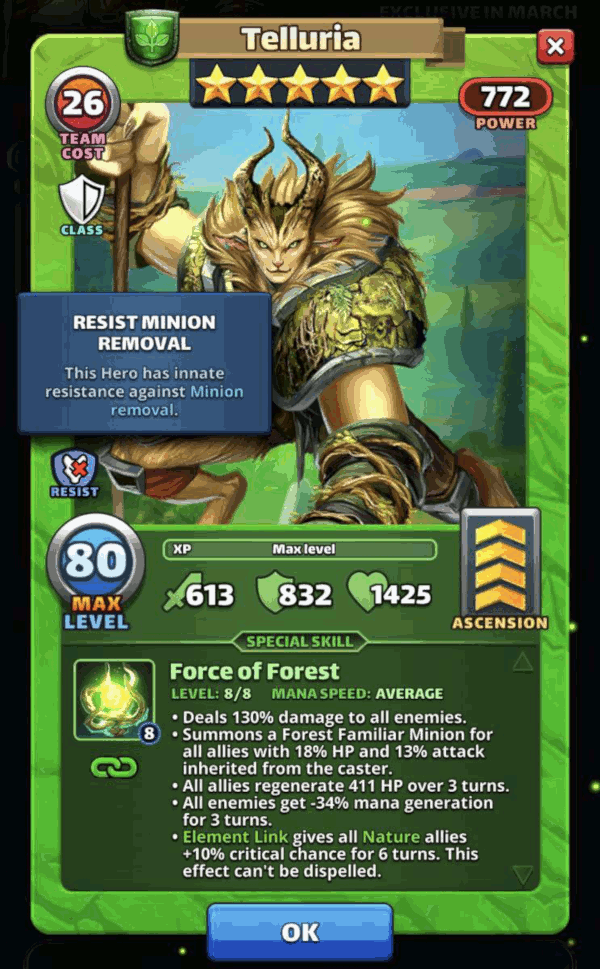 EXCLUSIVE IN MARCH
Telluria
26
TEAM
COST
772
POWER
CLASS
RESIST MINION
REMOVAL
This Hero has innate
resistance against Minion
removal.
RESIST
80
MAX
LEVEL
XP Max level
613 832 1425
ASCENSION
SPECIAL SKILL
Force of Forest
LEVEL: 8/8 MANA SPEED: AVERAGE
8
• Deals 130% damage to all enemies.
• Summons a Forest Familiar Minion for
all allies with 18% HP and 13% attack
inherited from the caster.
• All allies regenerate 411 HP over 3 turns.
• All enemies get -34% mana generation
for 3 turns.
• Element Link gives all Nature allies
+10% critical chance for 6 turns. This
effect can't be dispelled.
OK